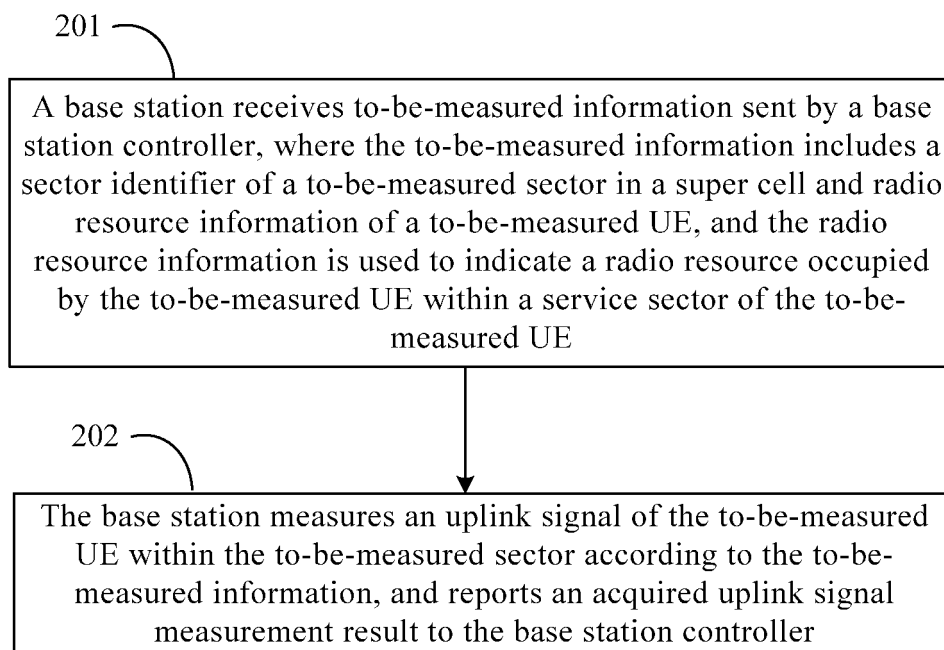 201
A base station receives to-be-measured information sent by a base
station controller, where the to-be-measured information includes a
sector identifier of a to-be-measured sector in a super cell and radio
resource information of a to-be-measured UE, and the radio
resource information is used to indicate a radio resource occupied
by the to-be-measured UE within a service sector of the to-be-
measured UE
202
The base station measures an uplink signal of the to-be-measured
UE within the to-be-measured sector according to the to-be-
measured information, and reports an acquired uplink signal
measurement result to the base station controller